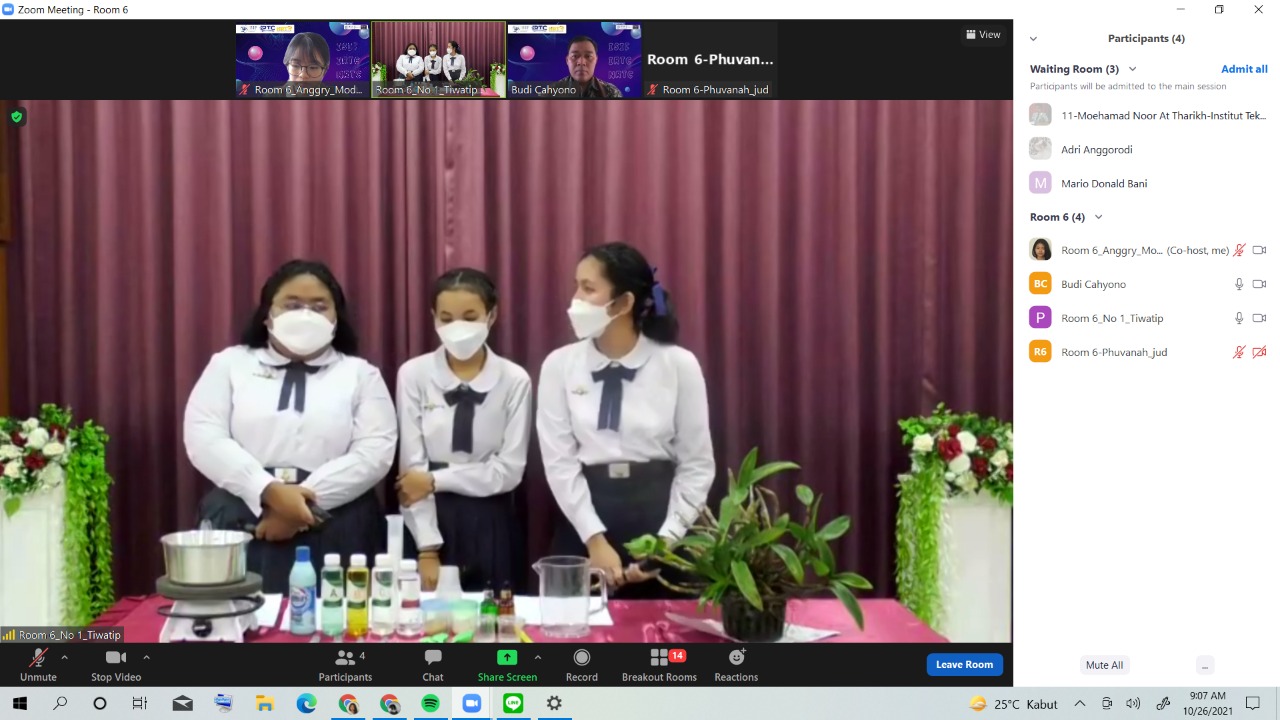 Zoom Meeting - Room 6
Room 6_Anggry_Mod...
Room 6_No 1_Tiwatip
Budi Cahyono
Room 6-Phuvan...
Room 6-Phuvanah_jud
View
Participants (4)
Waiting Room (3)
Admit all
Participants will be admitted to the main session
11-Moehamad Noor At Tharikh-Institut Tek...
Adri Anggorodi
M
Mario Donald Bani
Room 6 (4)
Room 6_Anggry_Mo... (Co-host, me)
BC
Budi Cahyono
P
Room 6_No 1_Tiwatip
R6
Room 6-Phuvanah_jud
A
B
C
Room 6_No 1_Tiwatip
Unmute
Stop Video
4
Participants
Chat
Share Screen
Record
14
Breakout Rooms
Reactions
Leave Room
Mute All
...
25°C Kabut
9:07 AM
10/29/2021